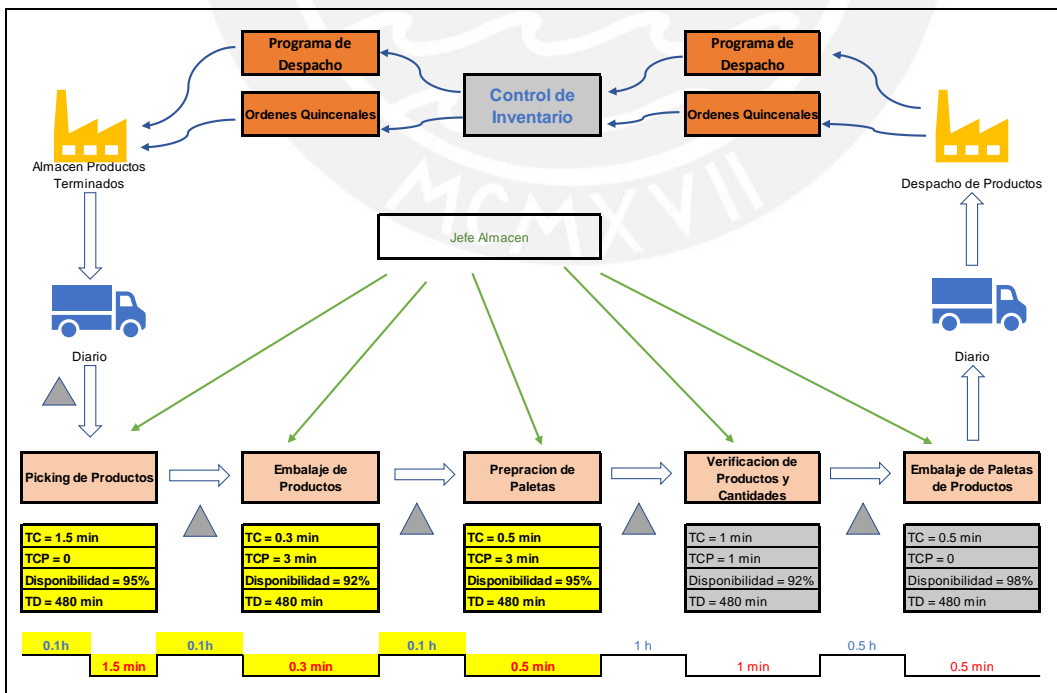 Programa de
Despacho
Programa de
Despacho
Control de
Inventario
Ordenes Quincenales
Ordenes Quincenales
Almacen Productos
Terminados
Despacho de Productos
MCMXVII
Jefe Almacen
Diario
Diario
Picking de Productos
Embalaje de
Productos
Prepracion de
Paletas
Verificacion de
Productos y
Cantidades
Embalaje de Paletas
de Productos
TC = 1.5 min
TCP = 0
Disponibilidad = 95%
TD = 480 min
TC = 0.3 min
TCP = 3 min
Disponibilidad = 92%
TD = 480 min
TC = 0.5 min
TCP = 3 min
Disponibilidad = 95%
TD = 480 min
TC = 1 min
TCP = 1 min
Disponibilidad = 92%
TD = 480 min
TC = 0.5 min
TCP = 0
Disponibilidad = 98%
TD = 480 min
0.1h
0.1h
0.1 h
1 h
0.5 h
1.5 min
0.3 min
0.5 min
1 min
0.5 min